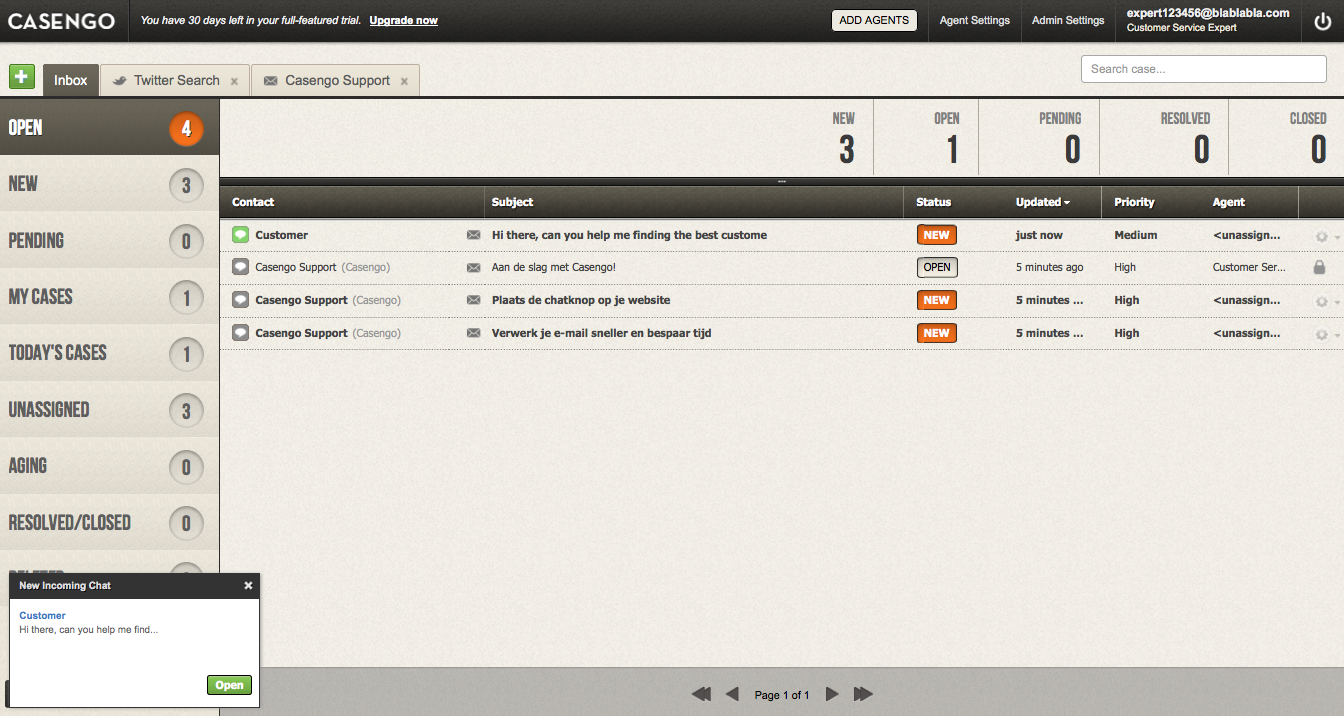 CASENGO
You have 30 days left in your full-featured trial. Upgrade now
ADD AGENTS
Agent Settings
Admin Settings
expert123456@blablabla.com
Customer Service Expert
Inbox
Twitter Search
Casengo Support
Search case...
OPEN 4
NEW 3
PENDING 0
MY CASES 1
TODAY'S CASES 1
UNASSIGNED 3
AGING 0
RESOLVED/CLOSED 0
NEW OPEN PENDING RESOLVED CLOSED
3 1 0 0 0
Contact Subject Status Updated Priority Agent
Customer Hi there, can you help me finding the best custome NEW just now Medium <unassign...
Casengo Support (Casengo) Aan de slag met Casengo! OPEN 5 minutes ago High Customer Ser...
Casengo Support (Casengo) Plaats de chatknop op je website NEW 5 minutes ... High <unassign...
Casengo Support (Casengo) Verwerk je e-mail sneller en bespaar tijd NEW 5 minutes ... High <unassign...
New Incoming Chat
Customer
Hi there, can you help me find...
Open
Page 1 of 1